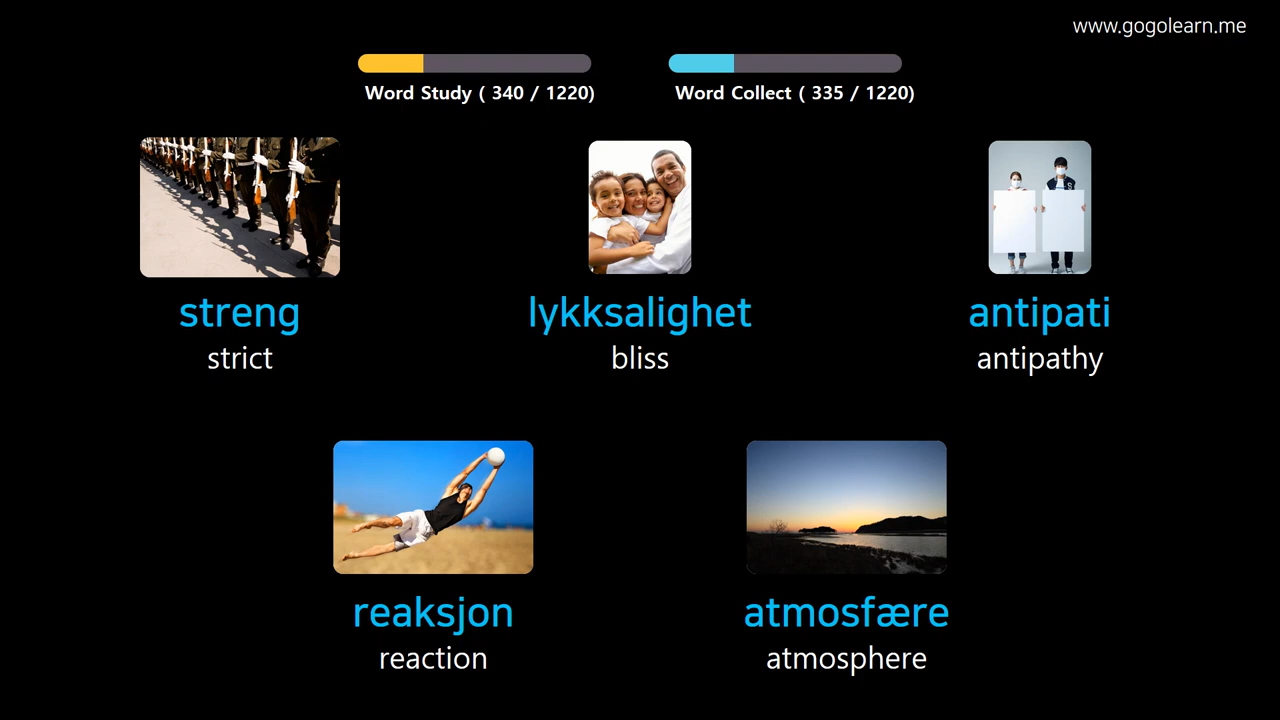 www.gogolearn.me
Word Study ( 340 / 1220)
Word Collect ( 335 / 1220)
streng
strict
lykksalighet
bliss
antipati
antipathy
reaksjon
reaction
atmosfære
atmosphere